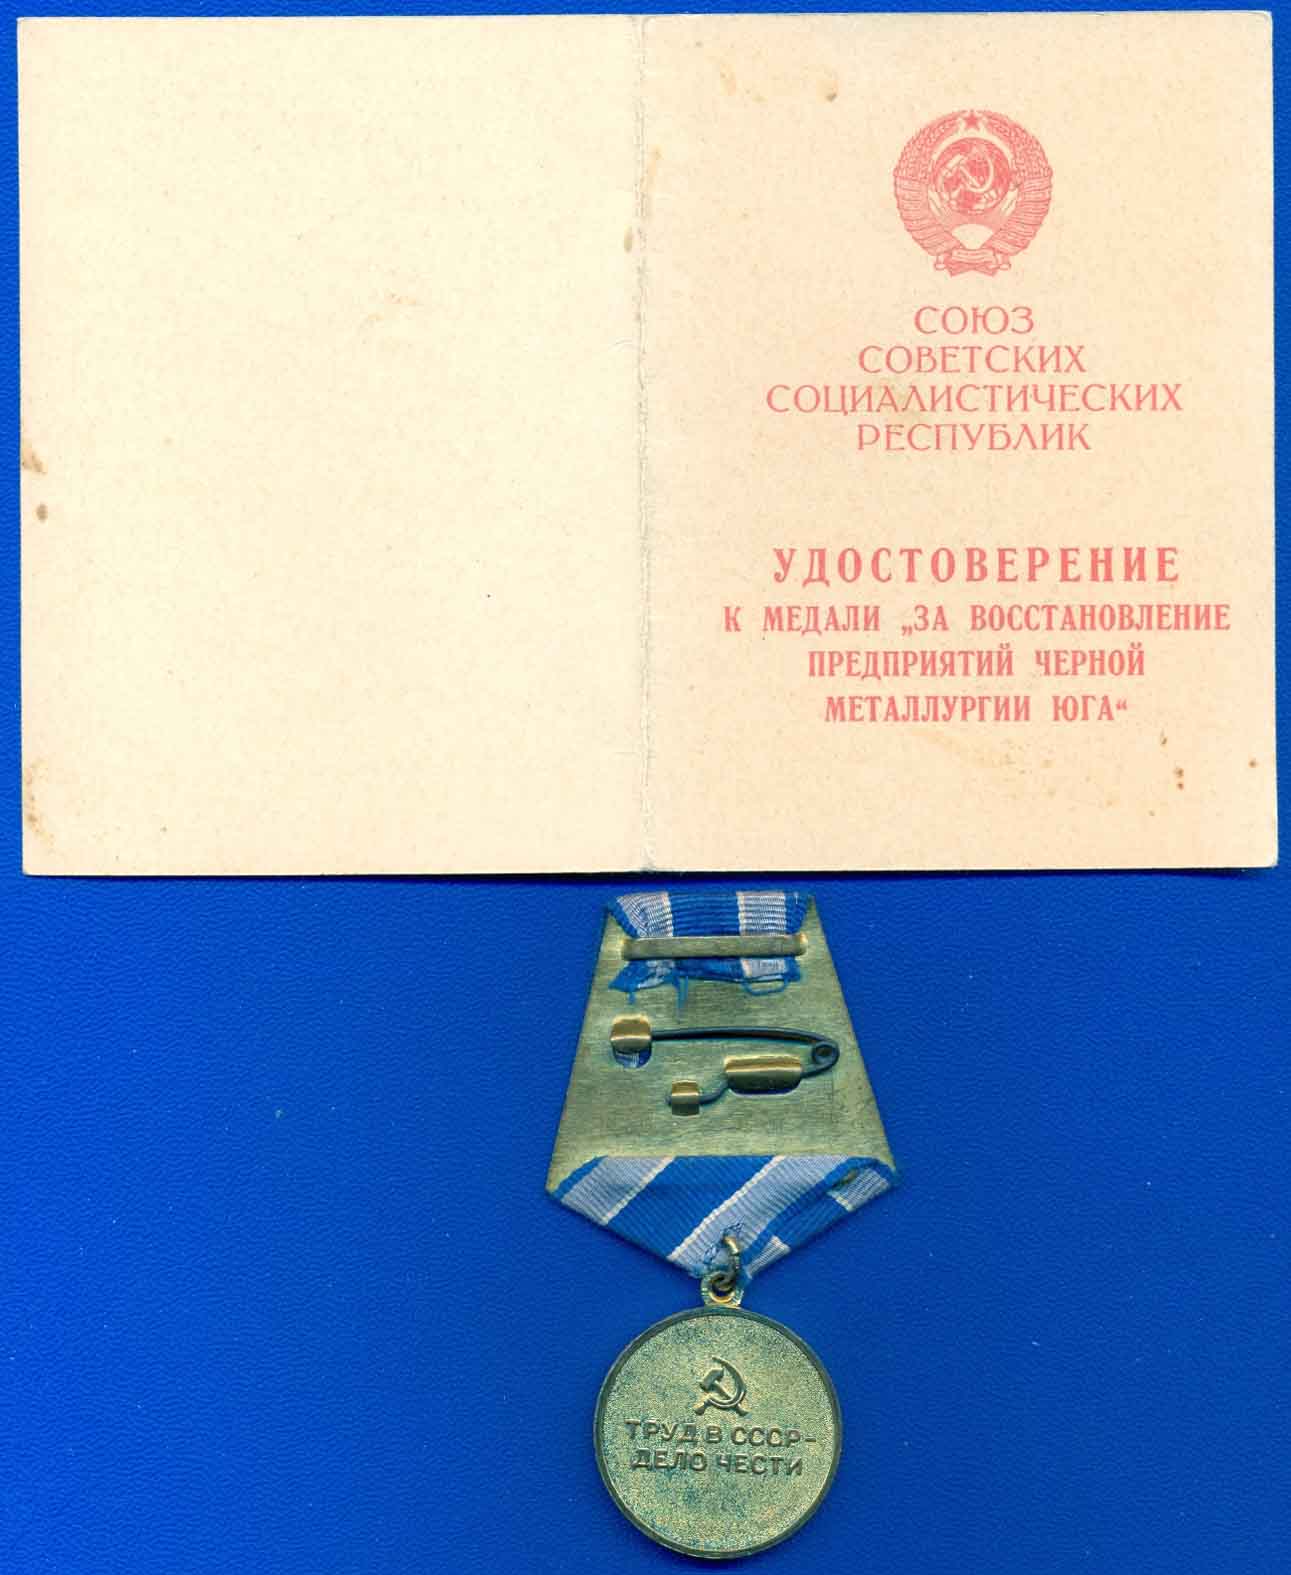 СОЮЗ
СОВЕТСКИХ
СОЦИАЛИСТИЧЕСКИХ
РЕСПУБЛИК
УДОСТОВЕРЕНИЕ
К МЕДАЛИ „ЗА ВОССТАНОВЛЕНИЕ
ПРЕДПРИЯТИЙ ЧЕРНОЙ
МЕТАЛЛУРГИИ ЮГА“
ТРУД В СССР-
ДЕЛО ЧЕСТИ